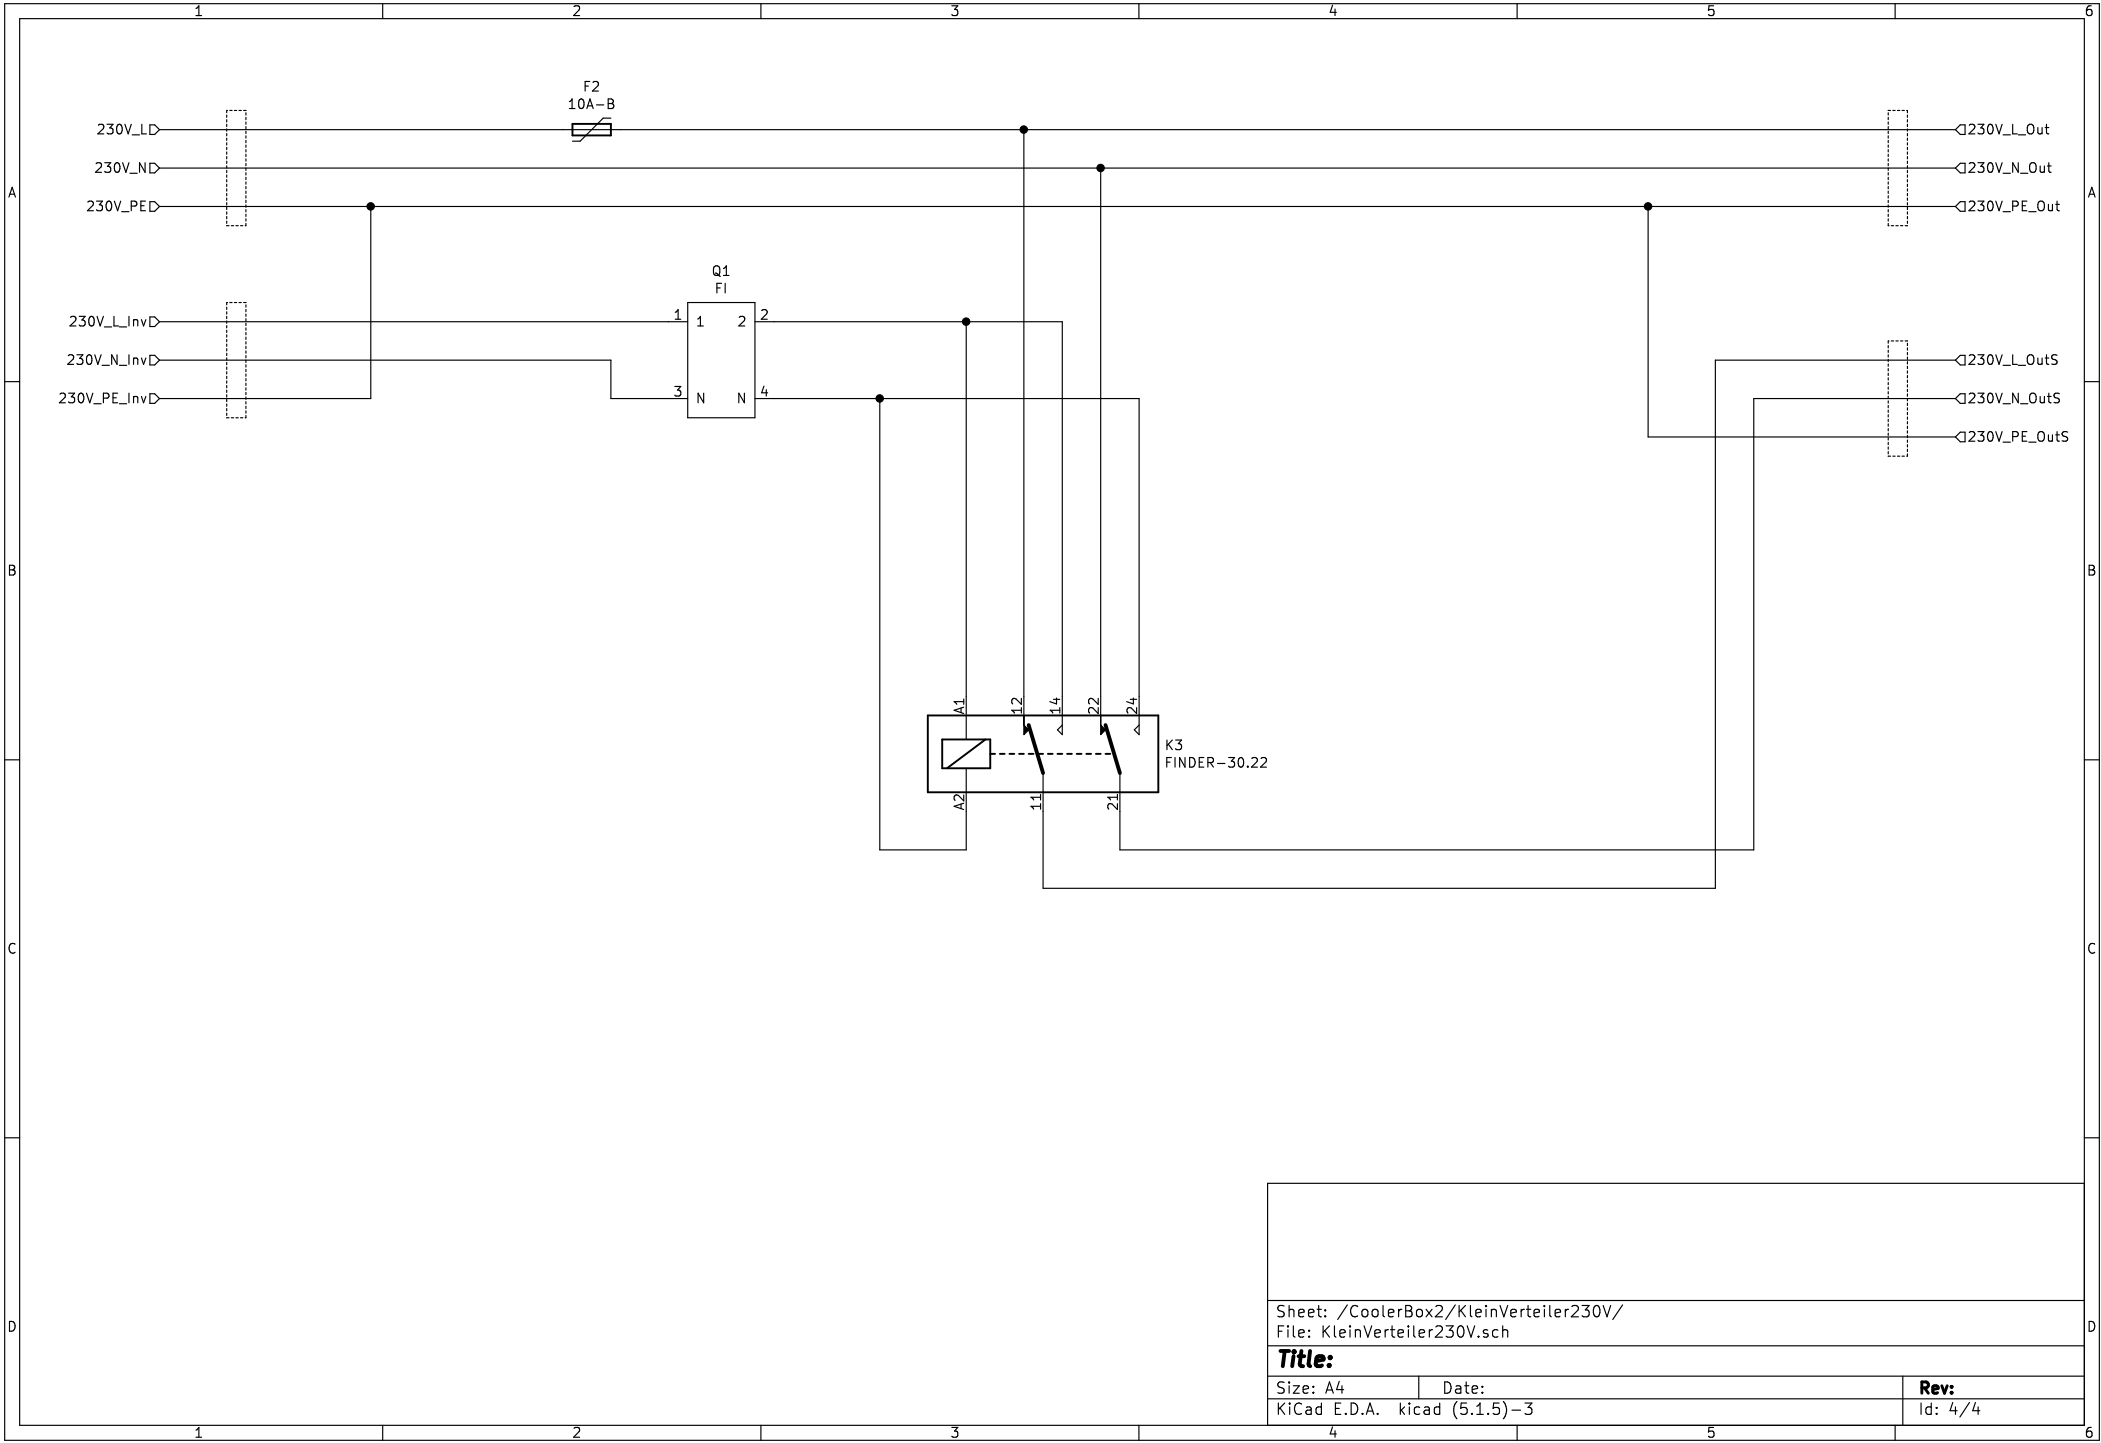 1 2 3 4 5 6
F2
10A-B
230V_L
230V_L_Out
230V_N
230V_N_Out
A
A
230V_PE
230V_PE_Out
Q1
FI
230V_L_Inv
1 1 2 2
230V_N_Inv
230V_L_OutS
230V_PE_Inv
3 N N 4
230V_N_OutS
230V_PE_OutS
B
B
A1 12 14 22 24
K3
FINDER-30.22
A2 11 21
C
C
Sheet: /CoolerBox2/KleinVerteiler230V/
File: KleinVerteiler230V.sch
D
D
Title:
Size: A4 Date: Rev:
KiCad E.D.A. kicad (5.1.5)-3 Id: 4/4
1 2 3 4 5 6